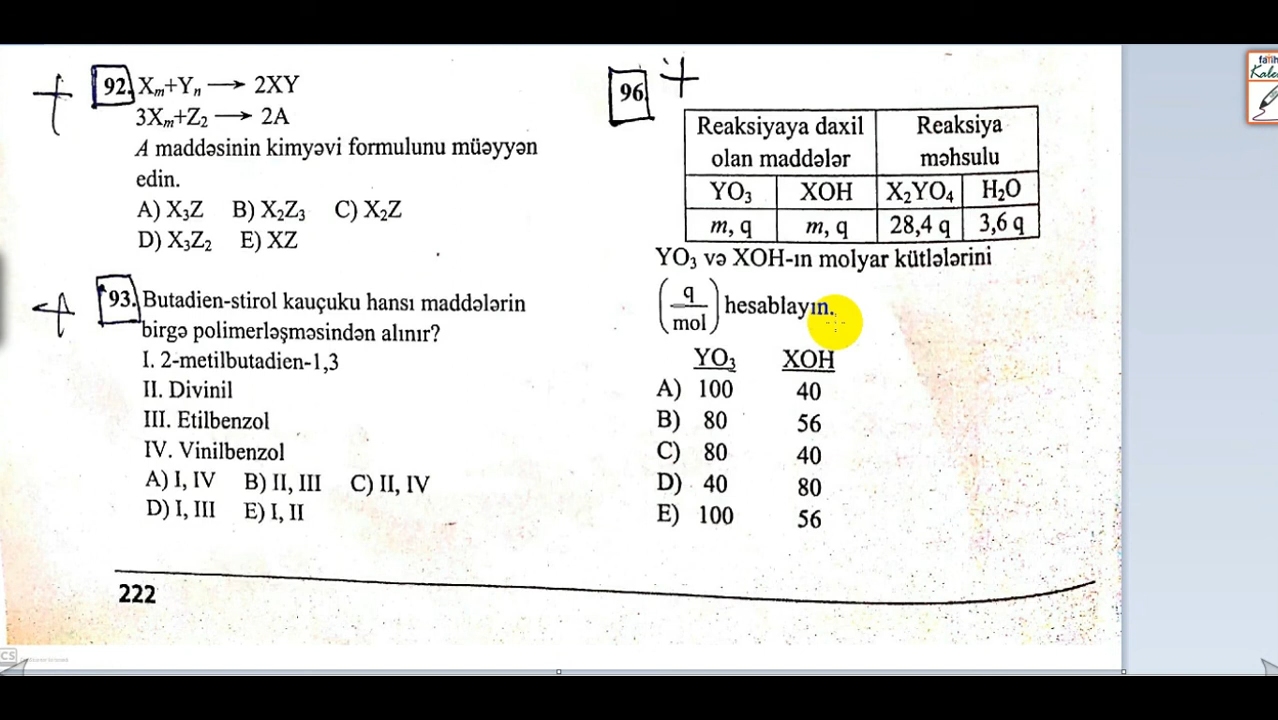 92. Xₘ+Yₙ → 2XY
3Xₘ+Z₂ → 2A
A maddəsinin kimyəvi formulunu müəyyən
edin.
A) X₃Z B) X₂Z₃ C) X₂Z
D) X₃Z₂ E) XZ
93. Butadien-stirol kauçuku hansı maddələrin
birgə polimerləşməsindən alınır?
I. 2-metilbutadien-1,3
II. Divinil
III. Etilbenzol
IV. Vinilbenzol
A) I, IV B) II, III C) II, IV
D) I, III E) I, II
222
96.
Reaksiyaya daxil Reaksiya
olan maddələr məhsulu
YO₃ XOH X₂YO₄ H₂O
m, q m, q 28,4 q 3,6 q
YO₃ və XOH-ın molyar kütlələrini
(q/mol) hesablayın.
YO₃ XOH
A) 100 40
B) 80 56
C) 80 40
D) 40 80
E) 100 56
CS